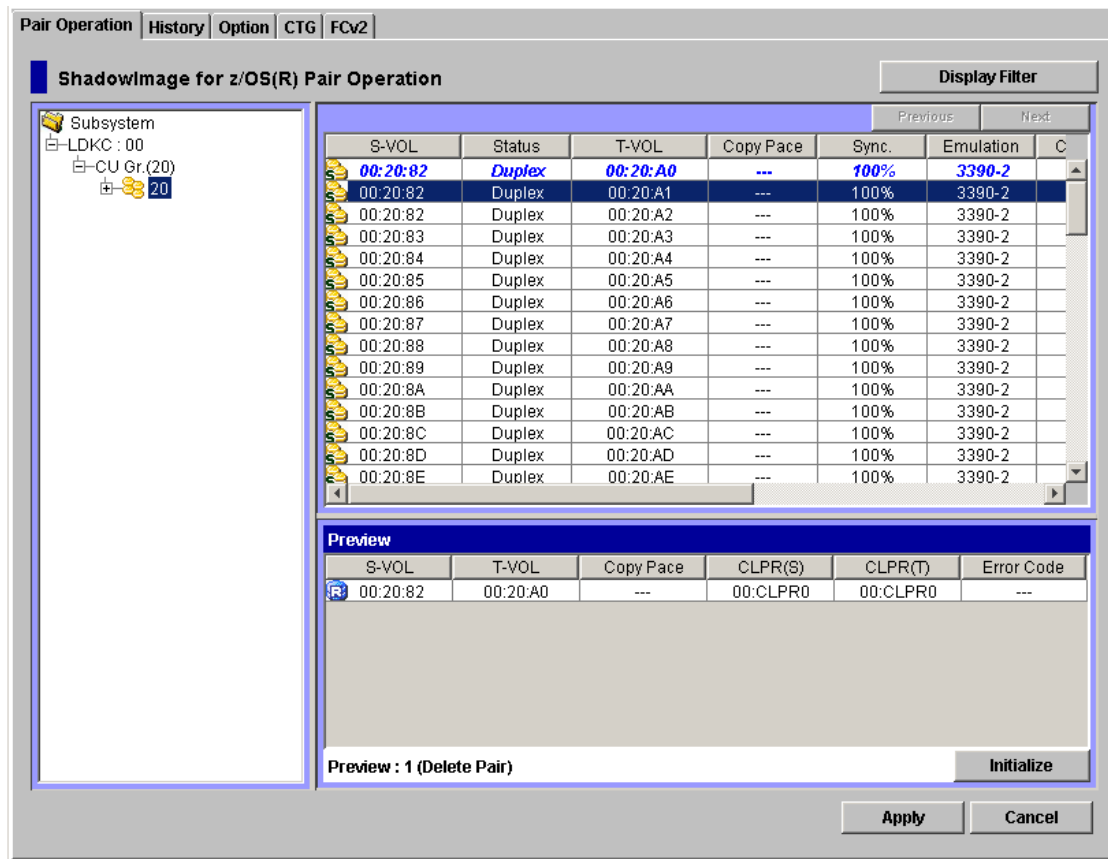 Pair Operation History Option CTG FCv2
ShadowImage for z/OS(R) Pair Operation Display Filter
Previous Next
Subsystem
LDKC : 00
CU Gr.(20)
20
S-VOL Status T-VOL Copy Pace Sync. Emulation C
00:20:82 Duplex 00:20:A0 --- 100% 3390-2
00:20:82 Duplex 00:20:A1 --- 100% 3390-2
00:20:82 Duplex 00:20:A2 --- 100% 3390-2
00:20:83 Duplex 00:20:A3 --- 100% 3390-2
00:20:84 Duplex 00:20:A4 --- 100% 3390-2
00:20:85 Duplex 00:20:A5 --- 100% 3390-2
00:20:86 Duplex 00:20:A6 --- 100% 3390-2
00:20:87 Duplex 00:20:A7 --- 100% 3390-2
00:20:88 Duplex 00:20:A8 --- 100% 3390-2
00:20:89 Duplex 00:20:A9 --- 100% 3390-2
00:20:8A Duplex 00:20:AA --- 100% 3390-2
00:20:8B Duplex 00:20:AB --- 100% 3390-2
00:20:8C Duplex 00:20:AC --- 100% 3390-2
00:20:8D Duplex 00:20:AD --- 100% 3390-2
00:20:8E Duplex 00:20:AE --- 100% 3390-2
Preview
S-VOL T-VOL Copy Pace CLPR(S) CLPR(T) Error Code
R 00:20:82 00:20:A0 --- 00:CLPR0 00:CLPR0 ---
Preview : 1 (Delete Pair) Initialize
Apply Cancel